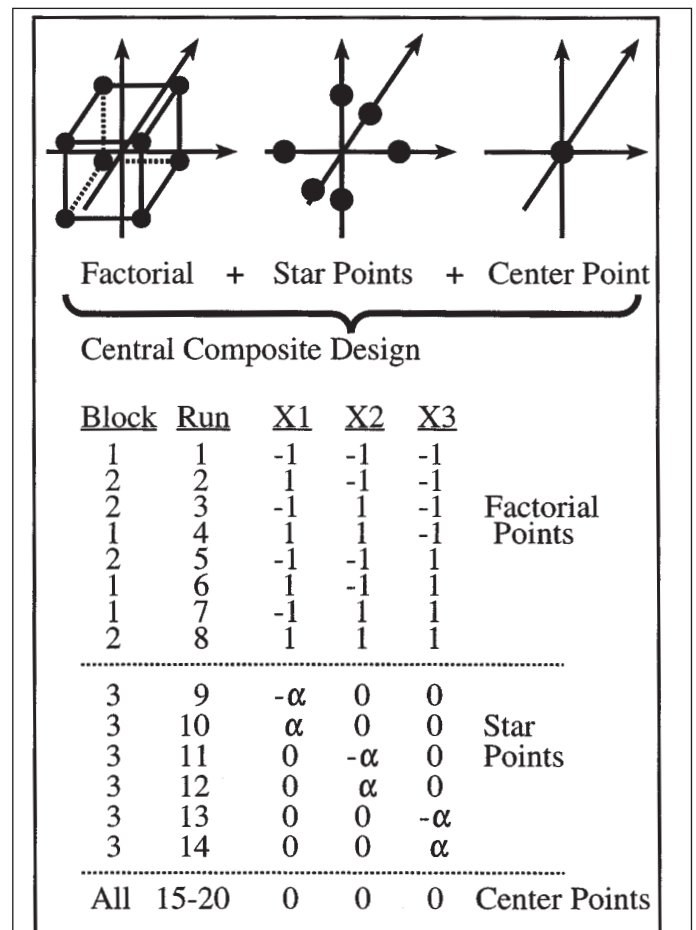 Factorial + Star Points + Center Point
Central Composite Design
Block Run X1 X2 X3
1 1 -1 -1 -1
2 2 1 -1 -1
2 3 -1 1 -1 Factorial
1 4 1 1 -1 Points
2 5 -1 -1 1
1 6 1 -1 1
1 7 -1 1 1
2 8 1 1 1
3 9 -α 0 0
3 10 α 0 0 Star
3 11 0 -α 0 Points
3 12 0 α 0
3 13 0 0 -α
3 14 0 0 α
All 15-20 0 0 0 Center Points